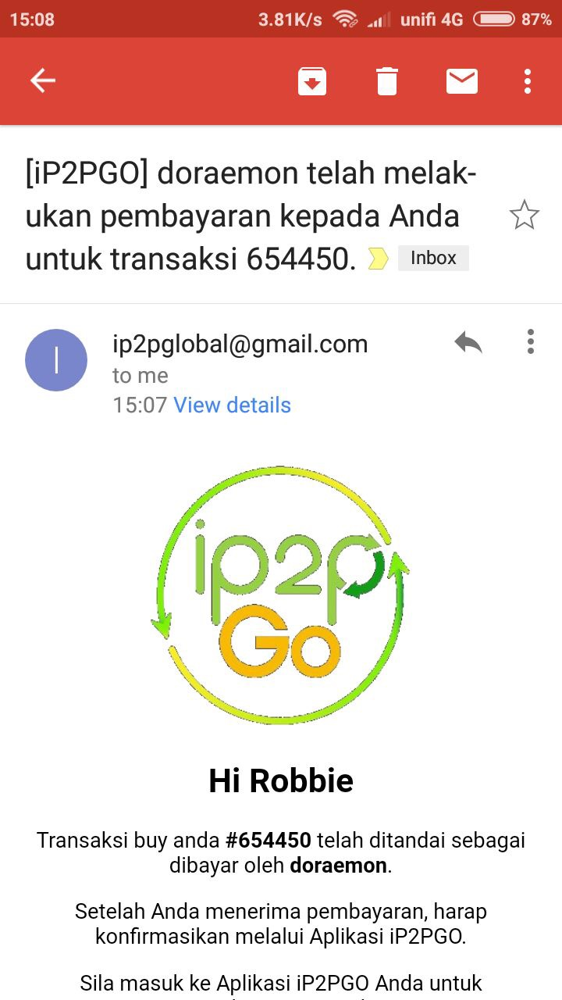 15:08 3.81K/s unifi 4G 87%
[iP2PGO] doraemon telah melak-
ukan pembayaran kepada Anda
untuk transaksi 654450. Inbox
I
ip2pglobal@gmail.com
to me
15:07 View details
ip2p
Go
Hi Robbie
Transaksi buy anda #654450 telah ditandai sebagai
dibayar oleh doraemon.
Setelah Anda menerima pembayaran, harap
konfirmasikan melalui Aplikasi iP2PGO.
Sila masuk ke Aplikasi iP2PGO Anda untuk